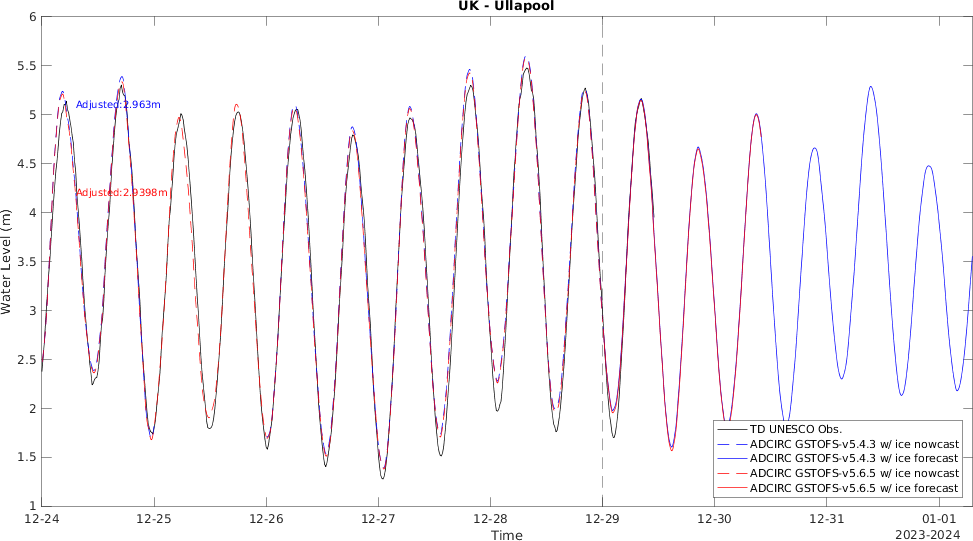 UK - Ullapool
6
5.5
5
4.5
4
3.5
3
2.5
2
1.5
1
Water Level (m)
Adjusted:2.963m
Adjusted:2.9398m
TD UNESCO Obs.
ADCIRC GSTOFS-v5.4.3 w/ ice nowcast
ADCIRC GSTOFS-v5.4.3 w/ ice forecast
ADCIRC GSTOFS-v5.6.5 w/ ice nowcast
ADCIRC GSTOFS-v5.6.5 w/ ice forecast
12-24 12-25 12-26 12-27 12-28 12-29 12-30 12-31 01-01
Time
2023-2024